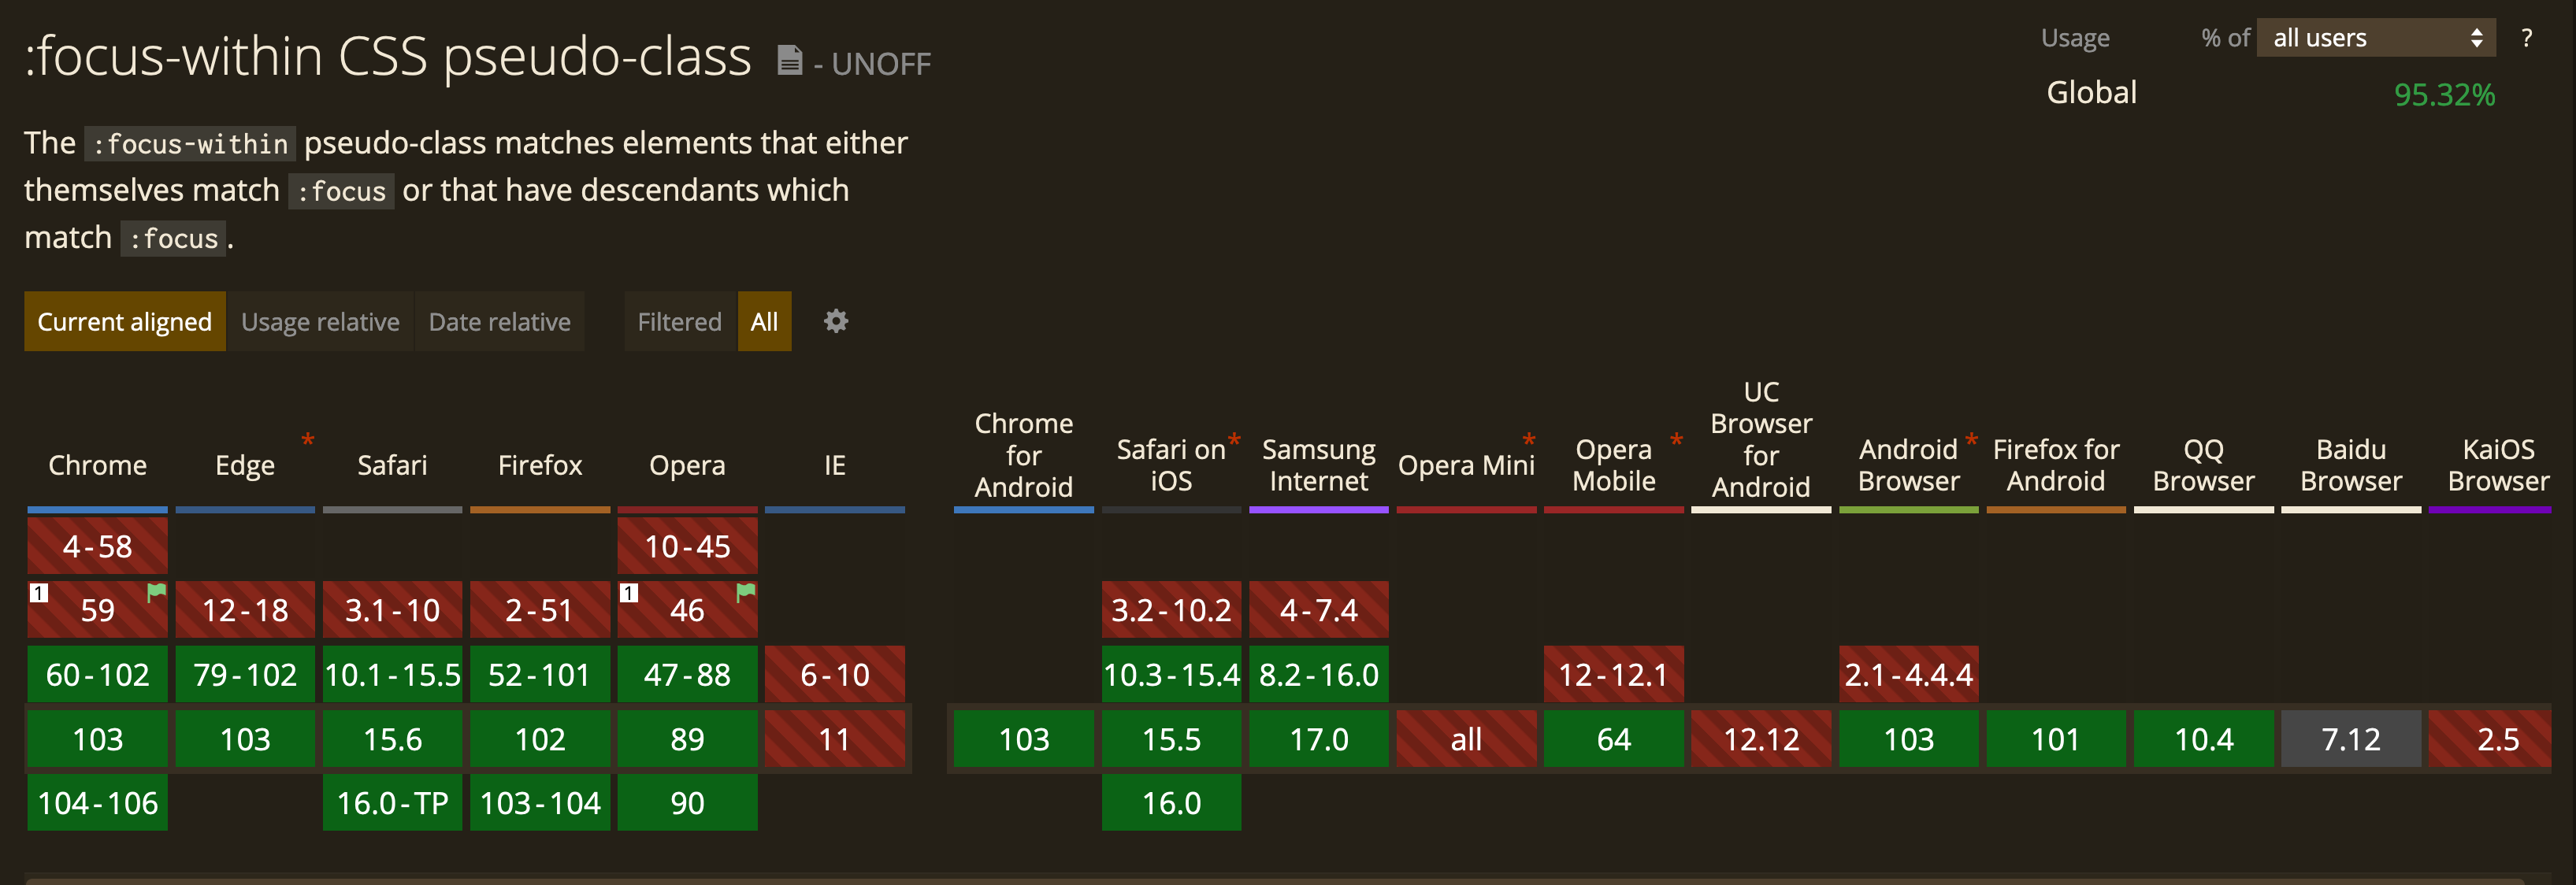 :focus-within CSS pseudo-class - UNOFF
Usage % of all users ?
Global 95.32%
The :focus-within pseudo-class matches elements that either
themselves match :focus or that have descendants which
match :focus.
Current aligned Usage relative Date relative Filtered All
Chrome
Edge *
Safari
Firefox
Opera
IE
Chrome
for
Android
Safari on *
iOS
Samsung
Internet
Opera Mini *
Opera *
Mobile
UC
Browser
for
Android
Android *
Browser
Firefox for
Android
QQ
Browser
Baidu
Browser
KaiOS
Browser
4-58 10-45
1 59 12-18 3.1-10 2-51 1 46 3.2-10.2 4-7.4
60-102 79-102 10.1-15.5 52-101 47-88 6-10 10.3-15.4 8.2-16.0 12-12.1 2.1-4.4.4
103 103 15.6 102 89 11 103 15.5 17.0 all 64 12.12 103 101 10.4 7.12 2.5
104-106 16.0-TP 103-104 90 16.0